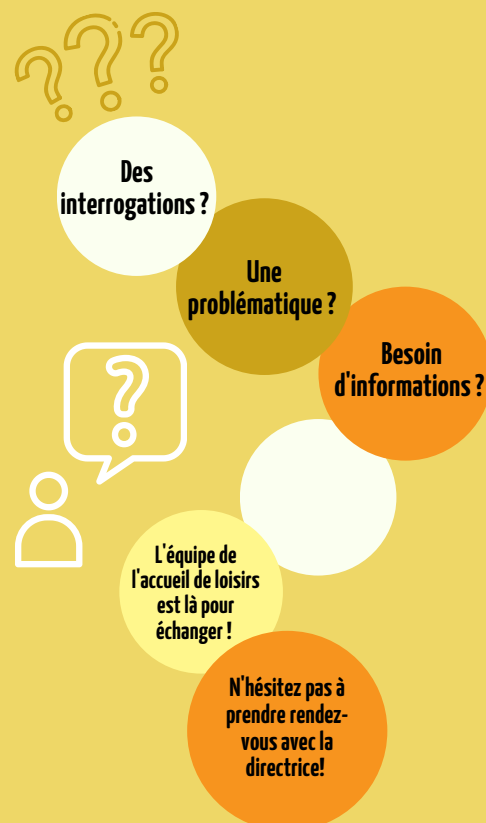 ???
Des
interrogations ?
Une
problématique ?
Besoin
d'informations ?
?
L'équipe de
l'accueil de loisirs
est là pour
échanger !
N'hésitez pas à
prendre rendez-
vous avec la
directrice!